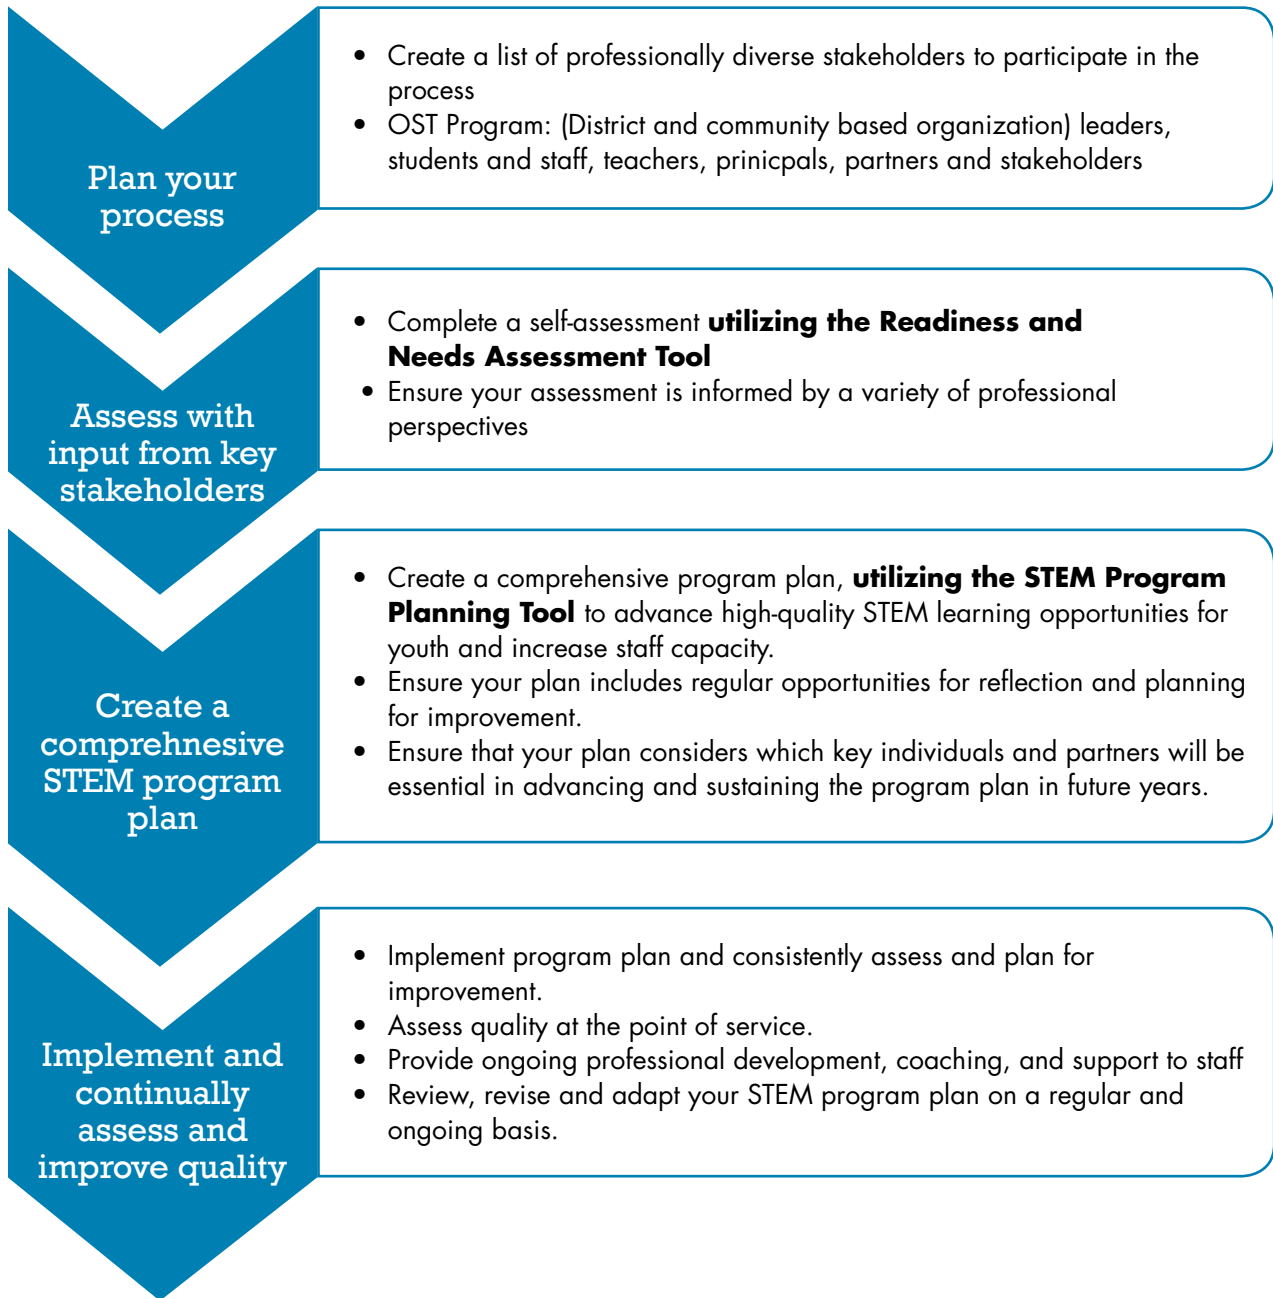 Plan your
process
• Create a list of professionally diverse stakeholders to participate in the
process
• OST Program: (District and community based organization) leaders,
students and staff, teachers, prinicpals, partners and stakeholders
Assess with
input from key
stakeholders
• Complete a self-assessment utilizing the Readiness and
Needs Assessment Tool
• Ensure your assessment is informed by a variety of professional
perspectives
Create a
comprehnesive
STEM program
plan
• Create a comprehensive program plan, utilizing the STEM Program
Planning Tool to advance high-quality STEM learning opportunities for
youth and increase staff capacity.
• Ensure your plan includes regular opportunities for reflection and planning
for improvement.
• Ensure that your plan considers which key individuals and partners will be
essential in advancing and sustaining the program plan in future years.
Implement and
continually
assess and
improve quality
• Implement program plan and consistently assess and plan for
improvement.
• Assess quality at the point of service.
• Provide ongoing professional development, coaching, and support to staff
• Review, revise and adapt your STEM program plan on a regular and
ongoing basis.